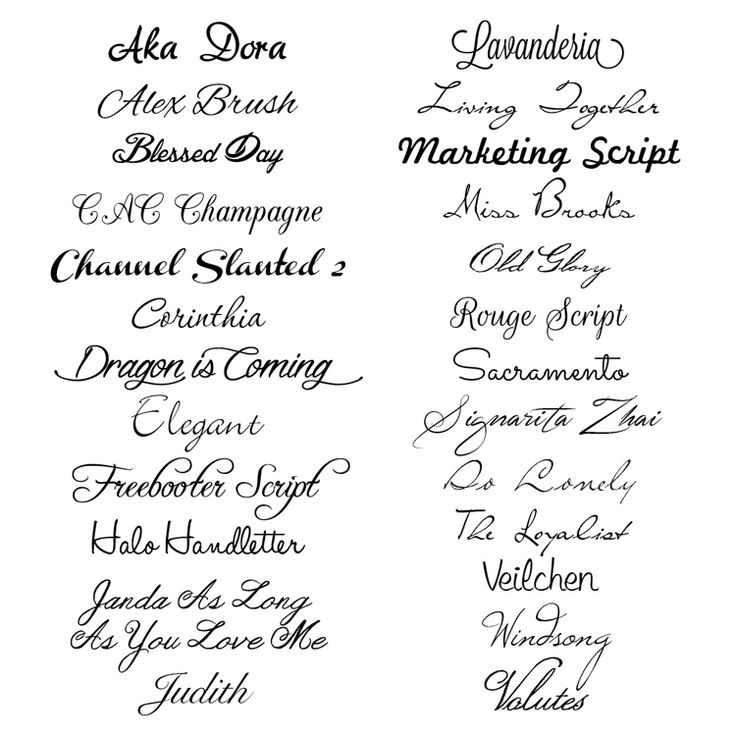 Aka Dora
Alex Brush
Blessed Day
CAC Champagne
Channel Slanted 2
Corinthia
Dragon is Coming
Elegant
Freebooter Script
Halo Handletter
Janda As Long
As You Love Me
Judith
Lavanderia
Living Together
Marketing Script
Miss Brooks
Old Glory
Rouge Script
Sacramento
Signarita Zhai
So Lonely
The Loyalist
Veilchen
Windsong
Volutes